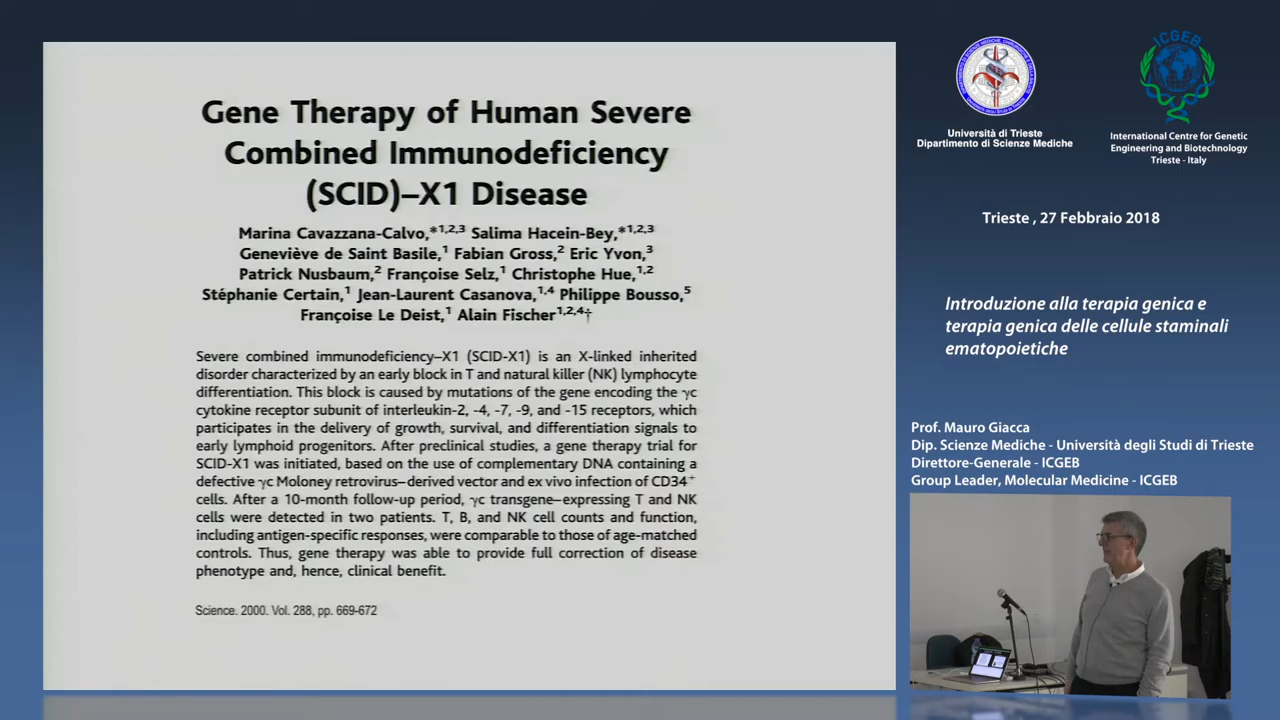 Gene Therapy of Human Severe
Combined Immunodeficiency
(SCID)–X1 Disease
Marina Cavazzana-Calvo,*1,2,3 Salima Hacein-Bey,*1,2,3
Geneviève de Saint Basile,1 Fabian Gross,2 Eric Yvon,3
Patrick Nusbaum,2 Françoise Selz,1 Christophe Hue,1,2
Stéphanie Certain,1 Jean-Laurent Casanova,1,4 Philippe Bousso,5
Françoise Le Deist,1 Alain Fischer1,2,4†
Severe combined immunodeficiency–X1 (SCID-X1) is an X-linked inherited
disorder characterized by an early block in T and natural killer (NK) lymphocyte
differentiation. This block is caused by mutations of the gene encoding the γc
cytokine receptor subunit of interleukin-2, -4, -7, -9, and -15 receptors, which
participates in the delivery of growth, survival, and differentiation signals to
early lymphoid progenitors. After preclinical studies, a gene therapy trial for
SCID-X1 was initiated, based on the use of complementary DNA containing a
defective γc Moloney retrovirus–derived vector and ex vivo infection of CD34+
cells. After a 10-month follow-up period, γc transgene–expressing T and NK
cells were detected in two patients. T, B, and NK cell counts and function,
including antigen-specific responses, were comparable to those of age-matched
controls. Thus, gene therapy was able to provide full correction of disease
phenotype and, hence, clinical benefit.
Science. 2000. Vol. 288, pp. 669-672
Università di Trieste
Dipartimento di Scienze Mediche
ICGEB
International Centre for Genetic
Engineering and Biotechnology
Trieste - Italy
Trieste , 27 Febbraio 2018
Introduzione alla terapia genica e
terapia genica delle cellule staminali
ematopoietiche
Prof. Mauro Giacca
Dip. Scienze Mediche - Università degli Studi di Trieste
Direttore-Generale - ICGEB
Group Leader, Molecular Medicine - ICGEB